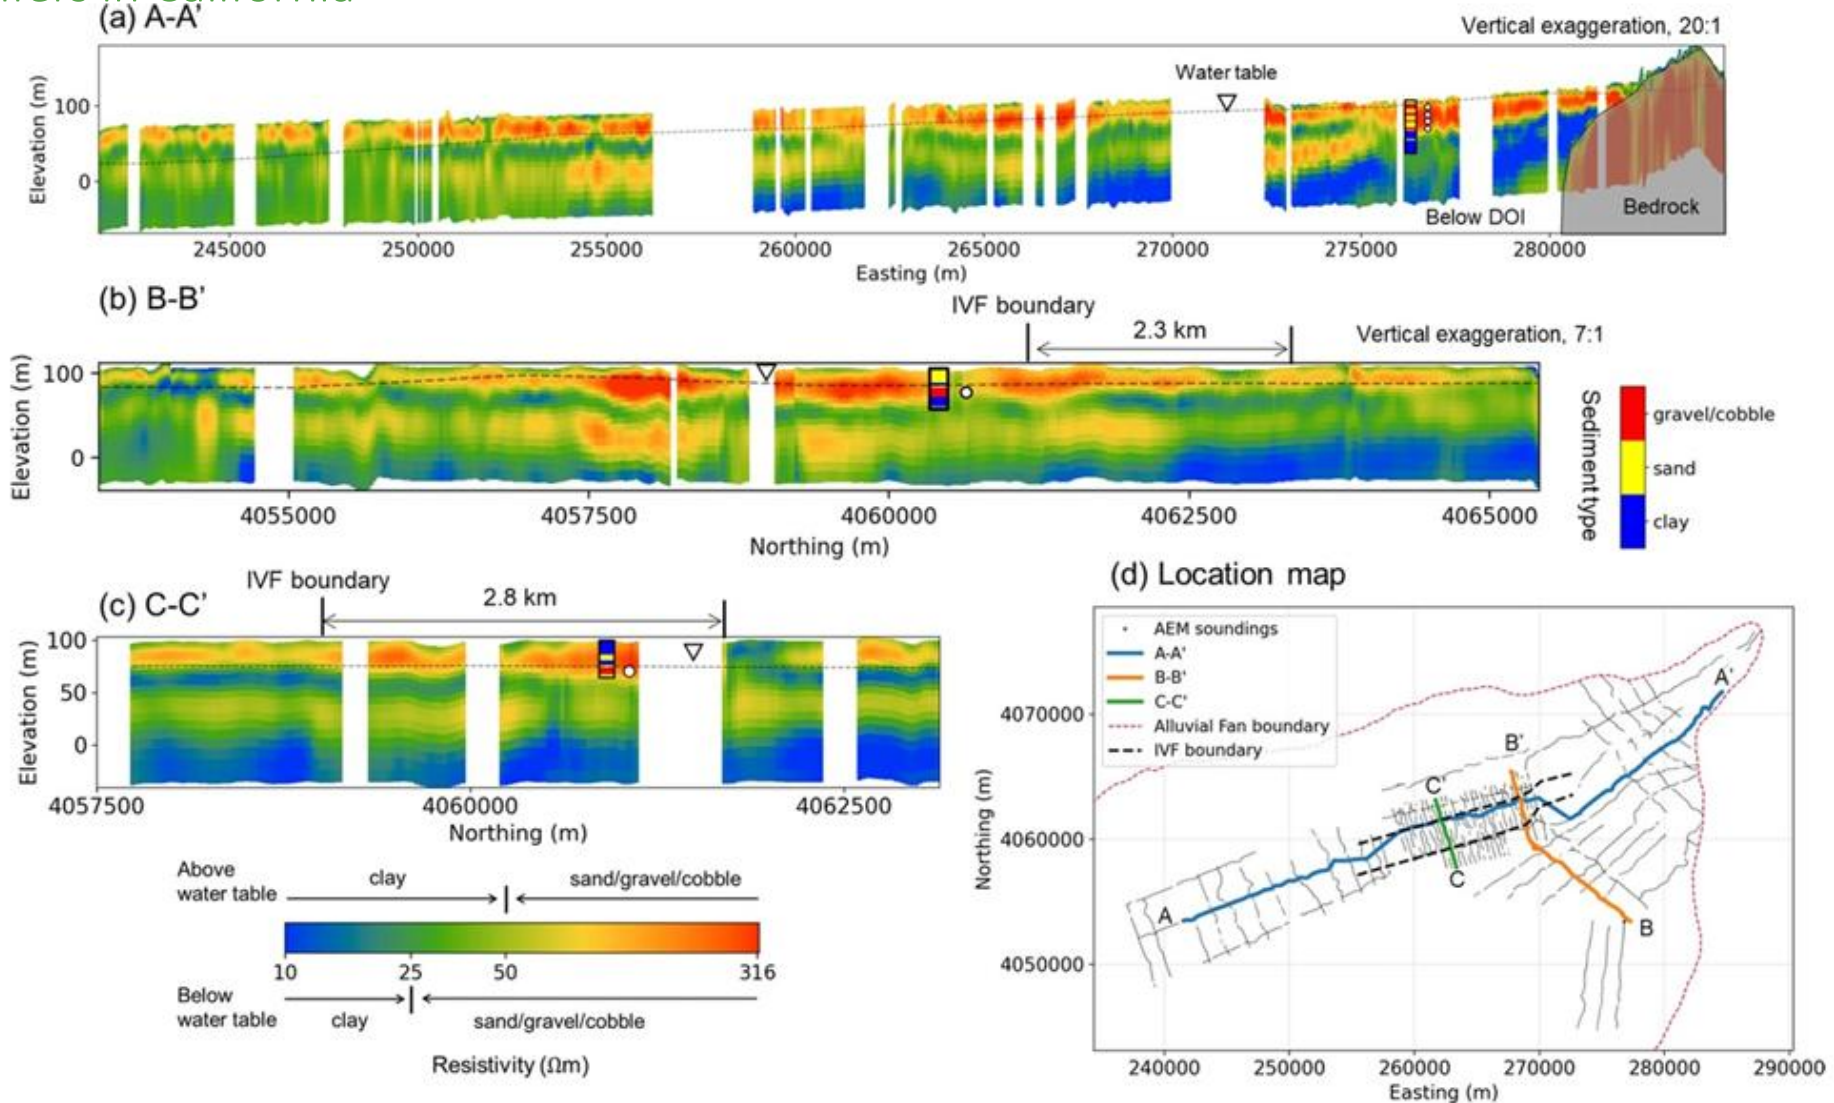 (a) A-A’
Vertical exaggeration, 20:1
Water table
Elevation (m)
100
0
Below DOI
Bedrock
245000 250000 255000 260000 265000 270000 275000 280000
Easting (m)
(b) B-B’
IVF boundary
2.3 km
Vertical exaggeration, 7:1
Elevation (m)
100
0
4055000 4057500 4060000 4062500 4065000
Northing (m)
Sediment type
gravel/cobble
sand
clay
(c) C-C’
IVF boundary
2.8 km
Elevation (m)
100
50
0
4057500 4060000 4062500
Northing (m)
Above
water table
clay
sand/gravel/cobble
10 25 50 316
Below
water table
clay
sand/gravel/cobble
Resistivity (Ωm)
(d) Location map
AEM soundings
A-A'
B-B'
C-C'
Alluvial Fan boundary
IVF boundary
A'
B'
C'
A
C
B
Northing (m)
4070000
4060000
4050000
240000 250000 260000 270000 280000 290000
Easting (m)